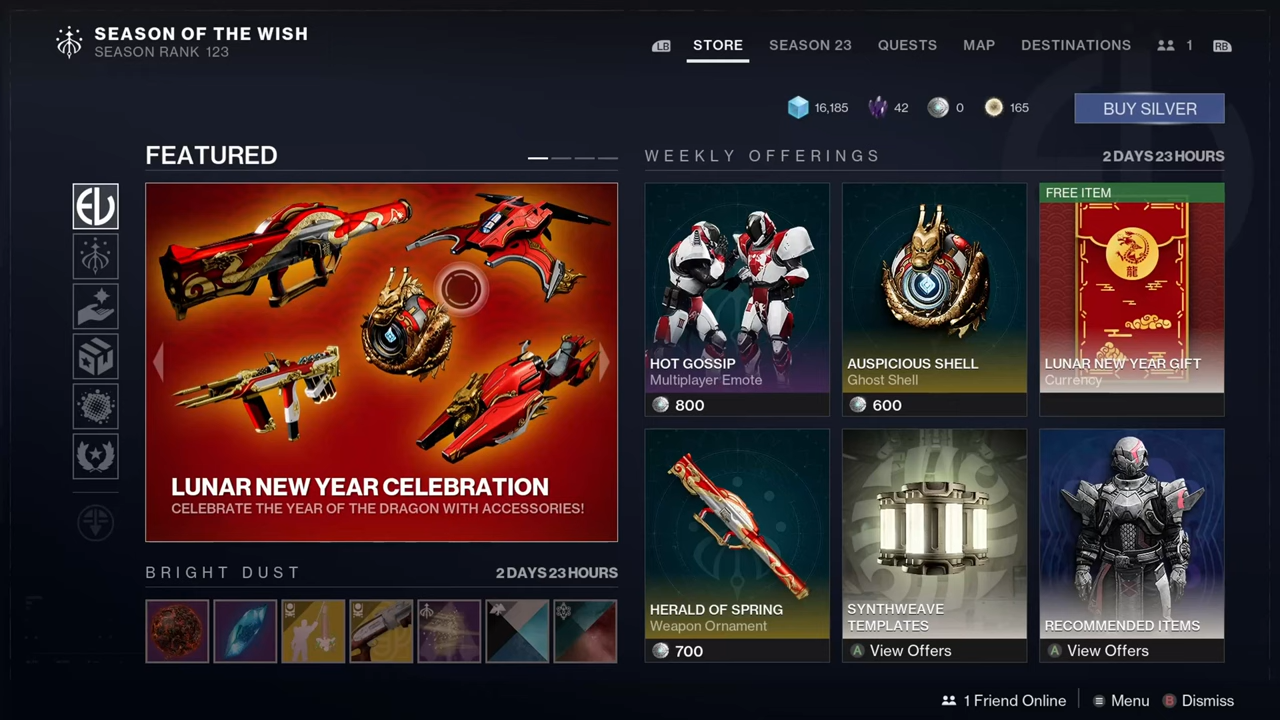 SEASON OF THE WISH
SEASON RANK 123
LB STORE SEASON 23 QUESTS MAP DESTINATIONS 1 RB
16,185 42 0 165 BUY SILVER
FEATURED
LUNAR NEW YEAR CELEBRATION
CELEBRATE THE YEAR OF THE DRAGON WITH ACCESSORIES!
BRIGHT DUST 2 DAYS 23 HOURS
WEEKLY OFFERINGS 2 DAYS 23 HOURS
HOT GOSSIP
Multiplayer Emote
800
AUSPICIOUS SHELL
Ghost Shell
600
FREE ITEM
龍
LUNAR NEW YEAR GIFT
Currency
HERALD OF SPRING
Weapon Ornament
700
SYNTHWEAVE
TEMPLATES
A View Offers
RECOMMENDED ITEMS
A View Offers
1 Friend Online Menu B Dismiss